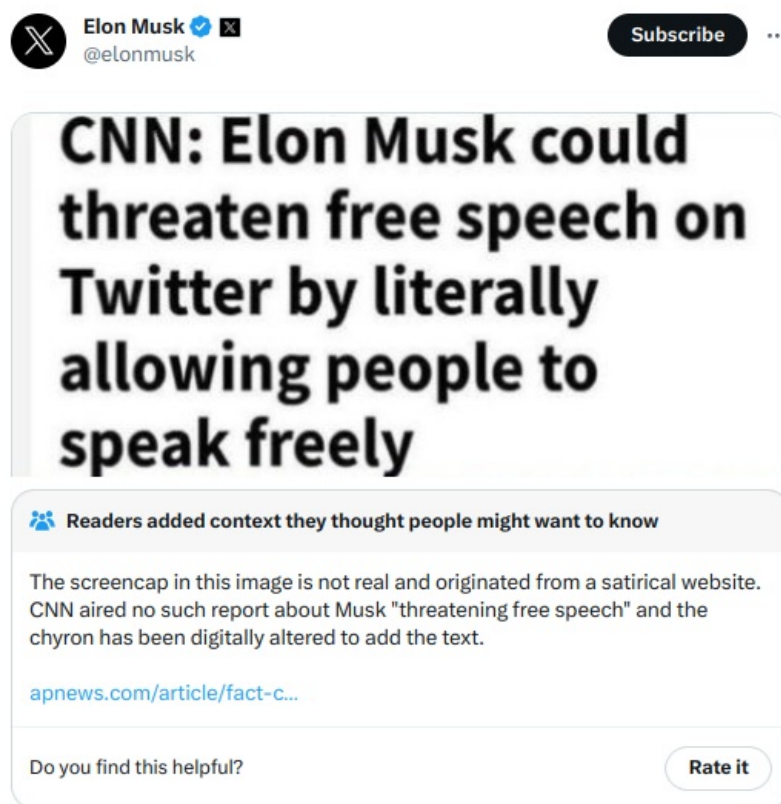 Elon Musk
@elonmusk
Subscribe
CNN: Elon Musk could
threaten free speech on
Twitter by literally
allowing people to
speak freely
Readers added context they thought people might want to know
The screencap in this image is not real and originated from a satirical website.
CNN aired no such report about Musk "threatening free speech" and the
chyron has been digitally altered to add the text.
apnews.com/article/fact-c...
Do you find this helpful?
Rate it